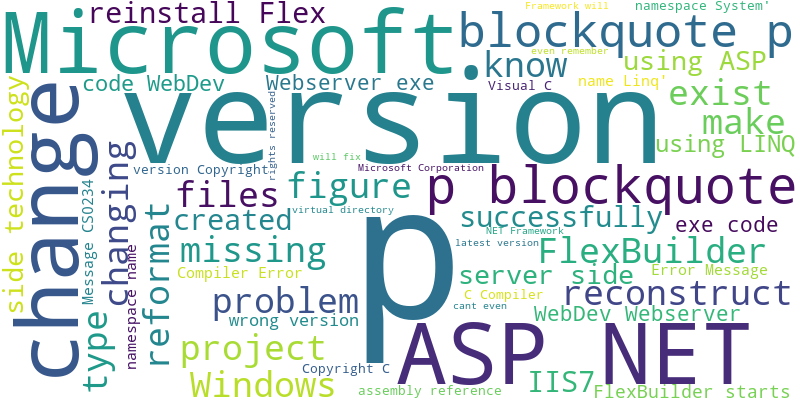 reinstall Flex
Microsoft
blockquote p
Framework will
namespace System'
even remember
know
using ASP
code WebDev
Webserver exe
Visual C
name Linq'
version
exist
make
using LINQ
side technology
change
changing
rights reserved
will fix
version Copyright
Microsoft Corporation
files
figure
p blockquote
Message CS0234
namespace name
type
reformat
created
virtual directory
p
successfully
exe code
NET Framework
latest version
missing
FlexBuilder
Compiler Error
server side
Error Message
problem
C Compiler
reconstruct
cant even
wrong version
WebDev Webserver
project
ASP NET
Copyright C
Windows
assembly reference
IIS7
FlexBuilder starts